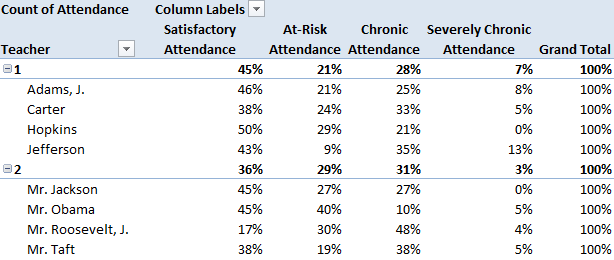 Count of Attendance Column Labels
Satisfactory At-Risk Chronic Severely Chronic
Teacher Attendance Attendance Attendance Attendance Grand Total
1 45% 21% 28% 7% 100%
Adams, J. 46% 21% 25% 8% 100%
Carter 38% 24% 33% 5% 100%
Hopkins 50% 29% 21% 0% 100%
Jefferson 43% 9% 35% 13% 100%
2 36% 29% 31% 3% 100%
Mr. Jackson 45% 27% 27% 0% 100%
Mr. Obama 45% 40% 10% 5% 100%
Mr. Roosevelt, J. 17% 30% 48% 4% 100%
Mr. Taft 38% 19% 38% 5% 100%